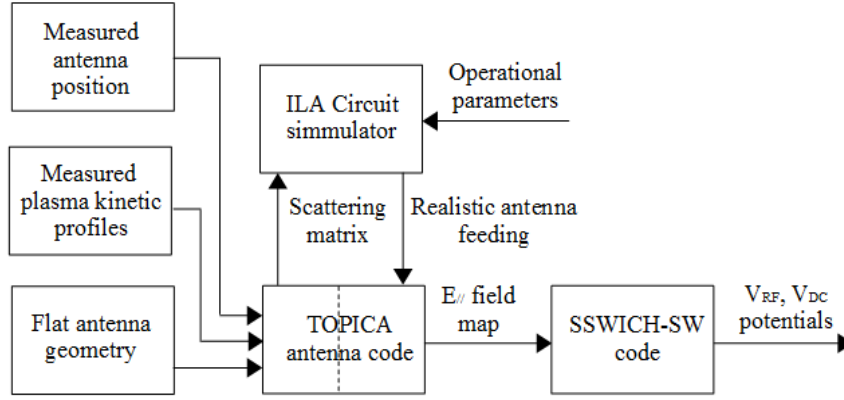 Measured
antenna
position
Measured
plasma kinetic
profiles
Flat antenna
geometry
ILA Circuit
simmulator
Operational
parameters
Scattering
matrix
Realistic antenna
feeding
TOPICA
antenna code
E// field
map
SSWICH-SW
code
VRF, VDC
potentials